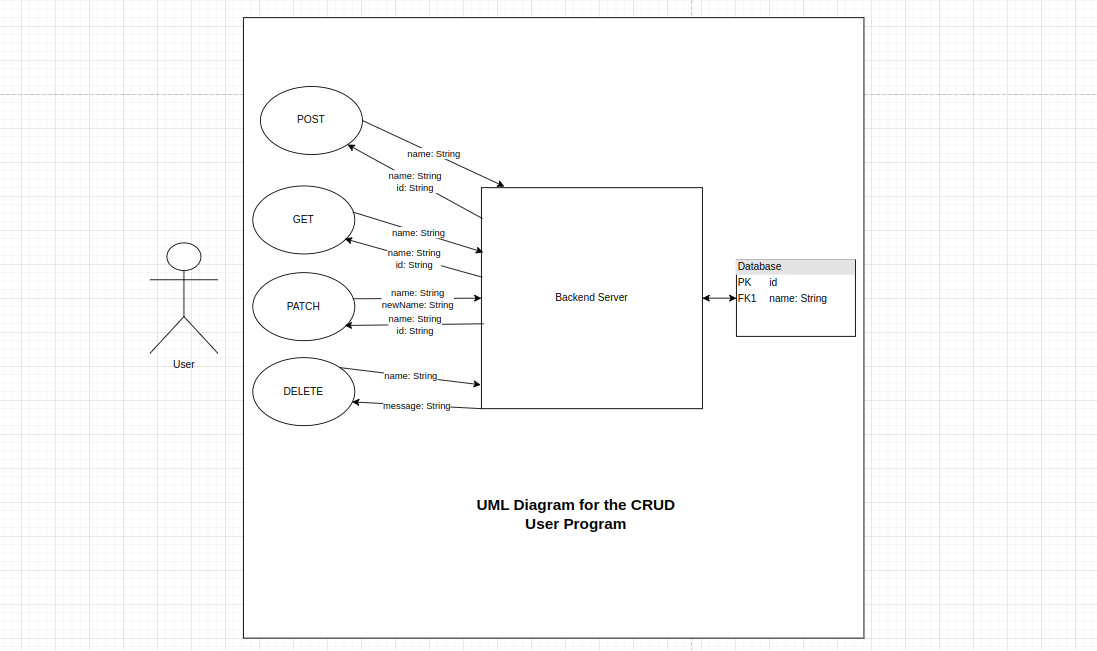 POST
name: String
name: String
id: String
GET
name: String
name: String
id: String
PATCH
name: String
newName: String
name: String
id: String
DELETE
name: String
message: String
User
Backend Server
Database
PK id
FK1 name: String
UML Diagram for the CRUD
User Program